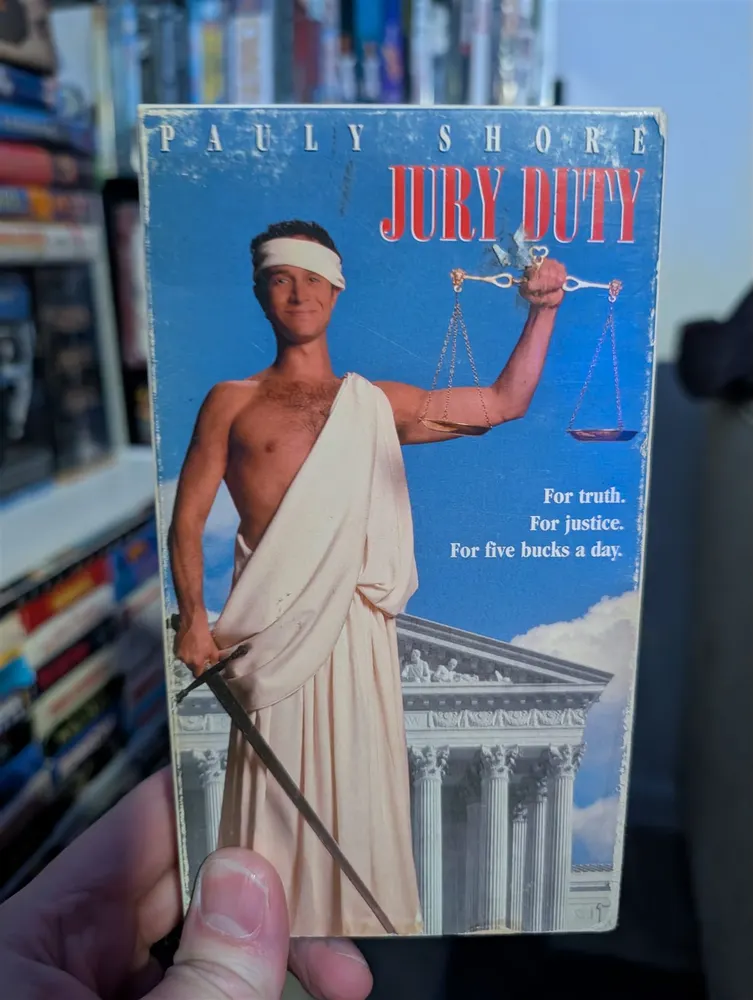 PAULY SHORE
JURY DUTY
For truth.
For justice.
For five bucks a day.